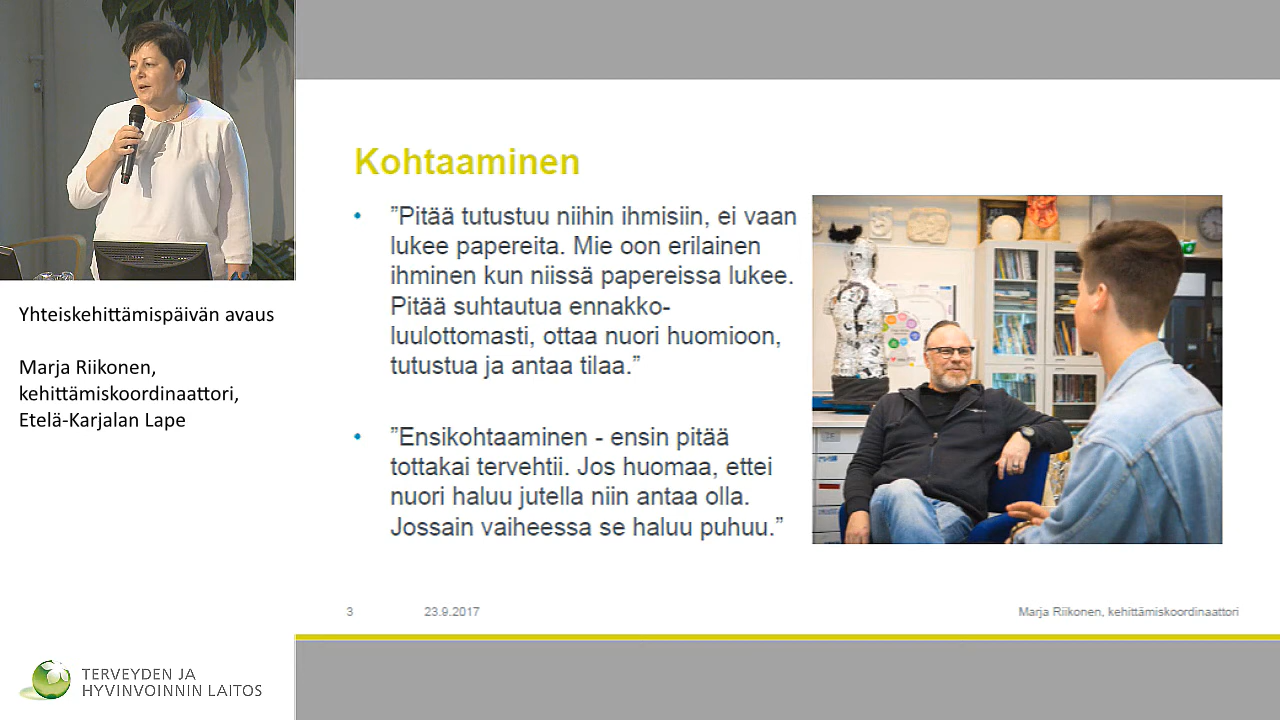 Yhteiskehittämispäivän avaus
Marja Riikonen,
kehittämiskoordinaattori,
Etelä-Karjalan Lape
TERVEYDEN JA
HYVINVOINNIN LAITOS
Kohtaaminen
• ”Pitää tutustuu niihin ihmisiin, ei vaan
lukee papereita. Mie oon erilainen
ihminen kun niissä papereissa lukee.
Pitää suhtautua ennakko-
luulottomasti, ottaa nuori huomioon,
tutustua ja antaa tilaa.”
• ”Ensikohtaaminen - ensin pitää
tottakai tervehtii. Jos huomaa, ettei
nuori haluu jutella niin antaa olla.
Jossain vaiheessa se haluu puhuu.”
3 23.9.2017 Marja Riikonen, kehittämiskoordinaattori